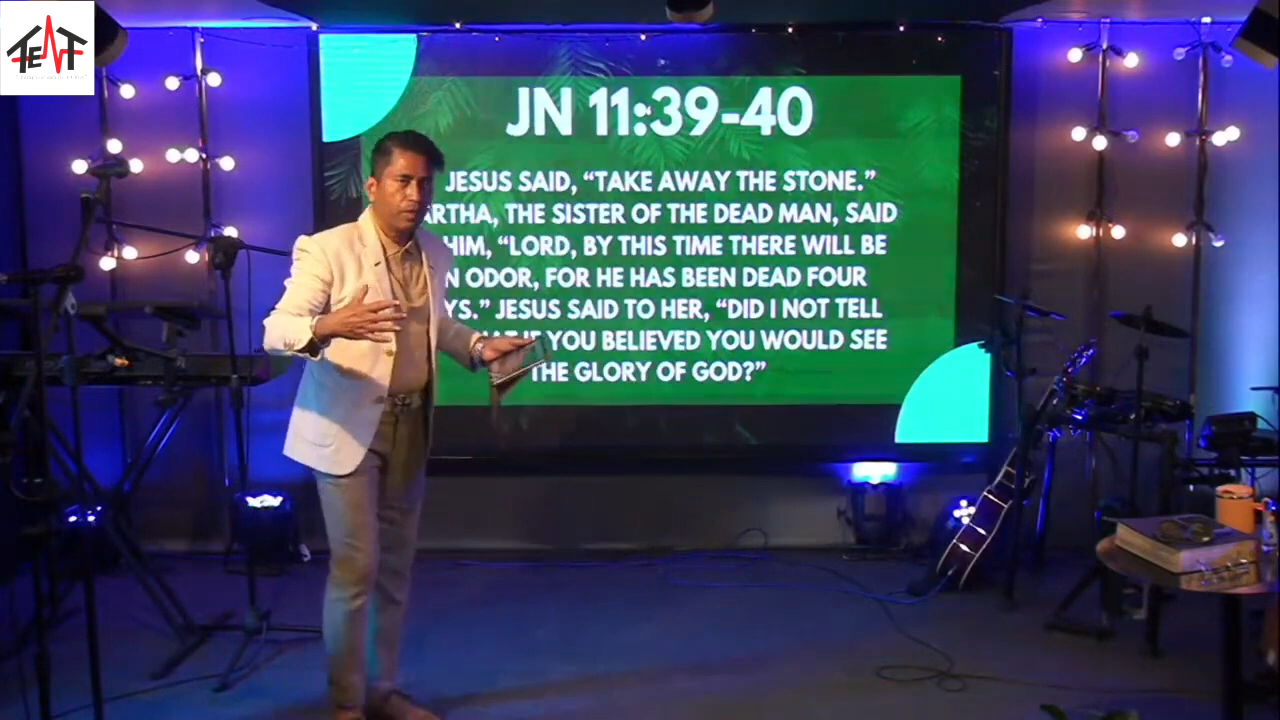 TENT
JN 11:39-40
JESUS SAID, “TAKE AWAY THE STONE.”
ARTHA, THE SISTER OF THE DEAD MAN, SAID
HIM, “LORD, BY THIS TIME THERE WILL BE
N ODOR, FOR HE HAS BEEN DEAD FOUR
YS.” JESUS SAID TO HER, “DID I NOT TELL
IF YOU BELIEVED YOU WOULD SEE
THE GLORY OF GOD?”